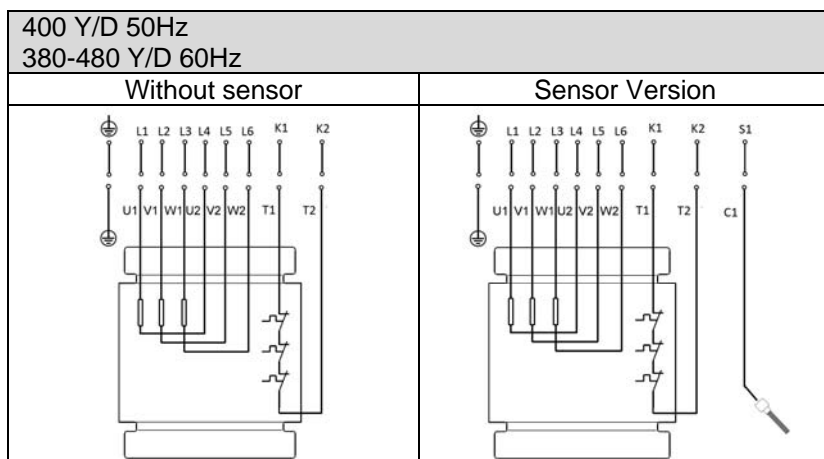 400 Y/D 50Hz
380-480 Y/D 60Hz
Without sensor
L1 L2 L3 L4 L5 L6 K1 K2
U1 V1 W1 U2 V2 W2 T1 T2
Sensor Version
L1 L2 L3 L4 L5 L6 K1 K2 S1
U1 V1 W1 U2 V2 W2 T1 T2 C1